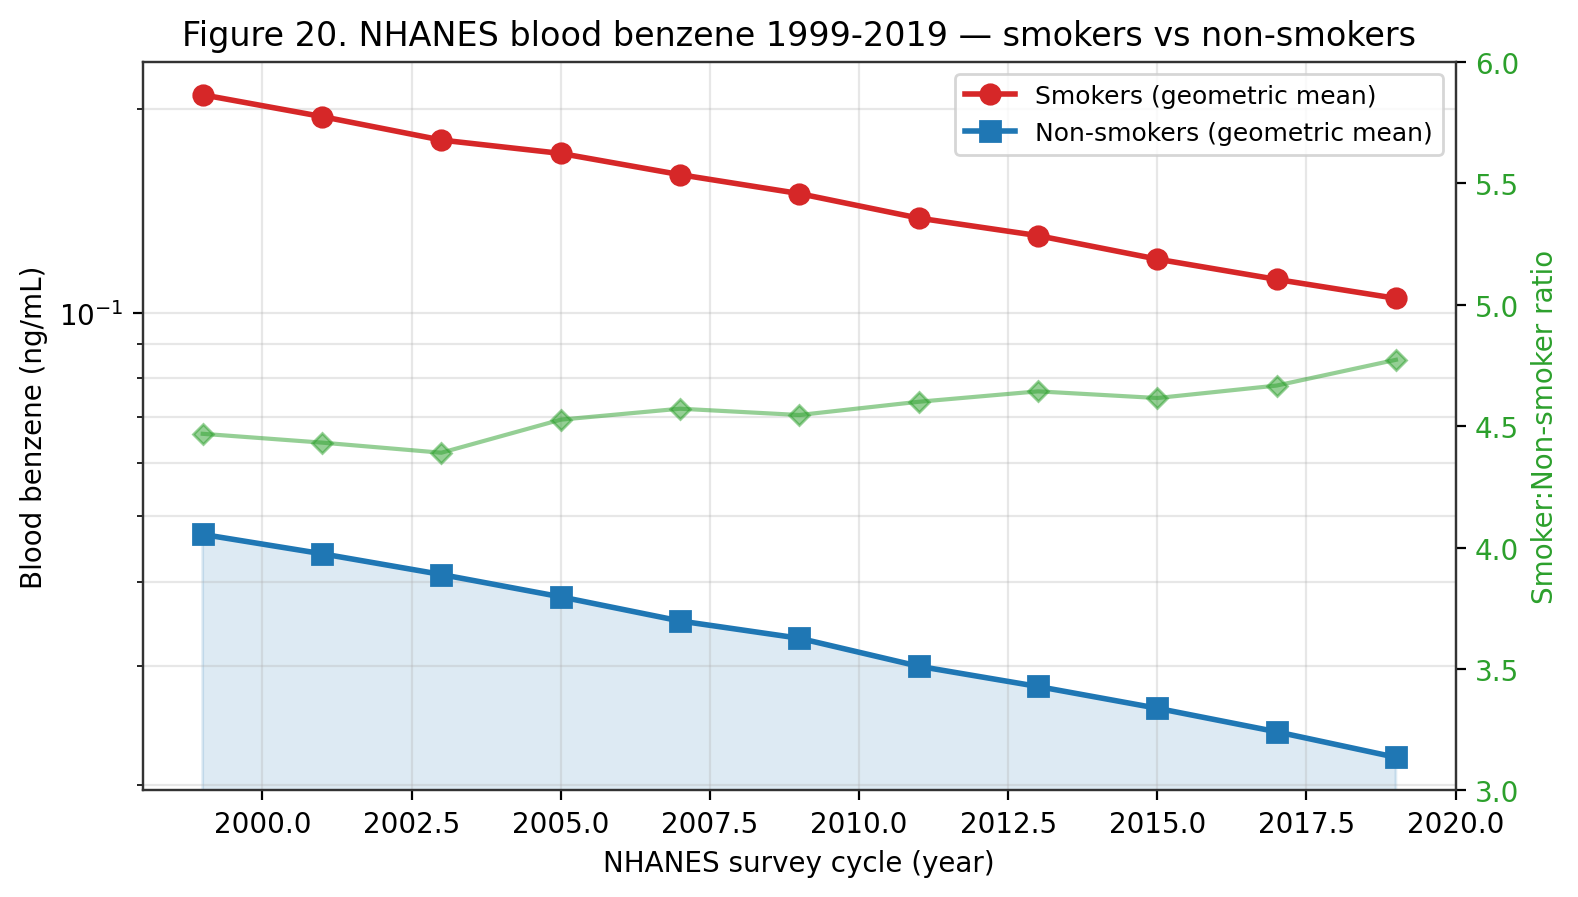 Figure 20. NHANES blood benzene 1999-2019 — smokers vs non-smokers
Smokers (geometric mean)
Non-smokers (geometric mean)
Blood benzene (ng/mL)
10⁻¹
6.0
5.5
5.0
4.5
4.0
3.5
3.0
Smoker:Non-smoker ratio
2000.0 2002.5 2005.0 2007.5 2010.0 2012.5 2015.0 2017.5 2020.0
NHANES survey cycle (year)